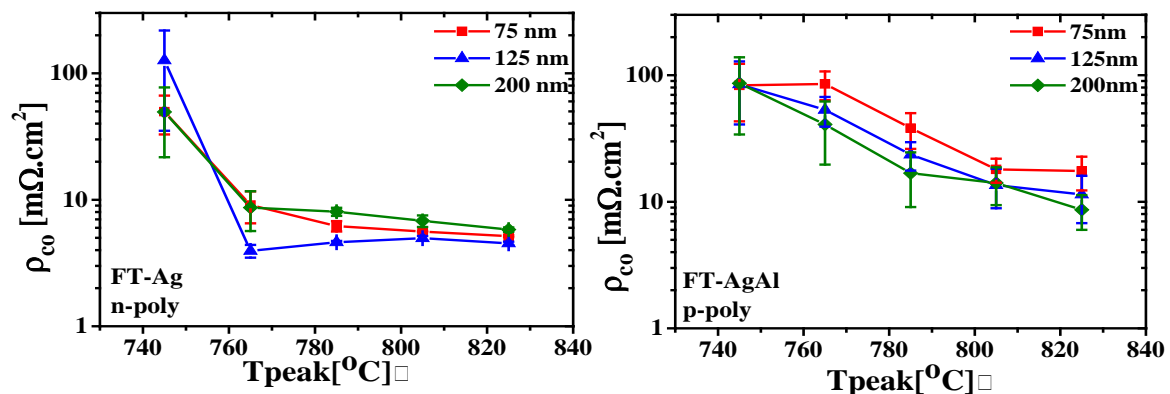 75 nm
125 nm
200 nm
100
10
1
ρco [mΩ.cm2]
FT-Ag
n-poly
740 760 780 800 820 840
Tpeak[oC]□
75nm
125nm
200nm
100
10
1
ρco [mΩ.cm2]
FT-AgAl
p-poly
740 760 780 800 820 840
Tpeak[oC]□